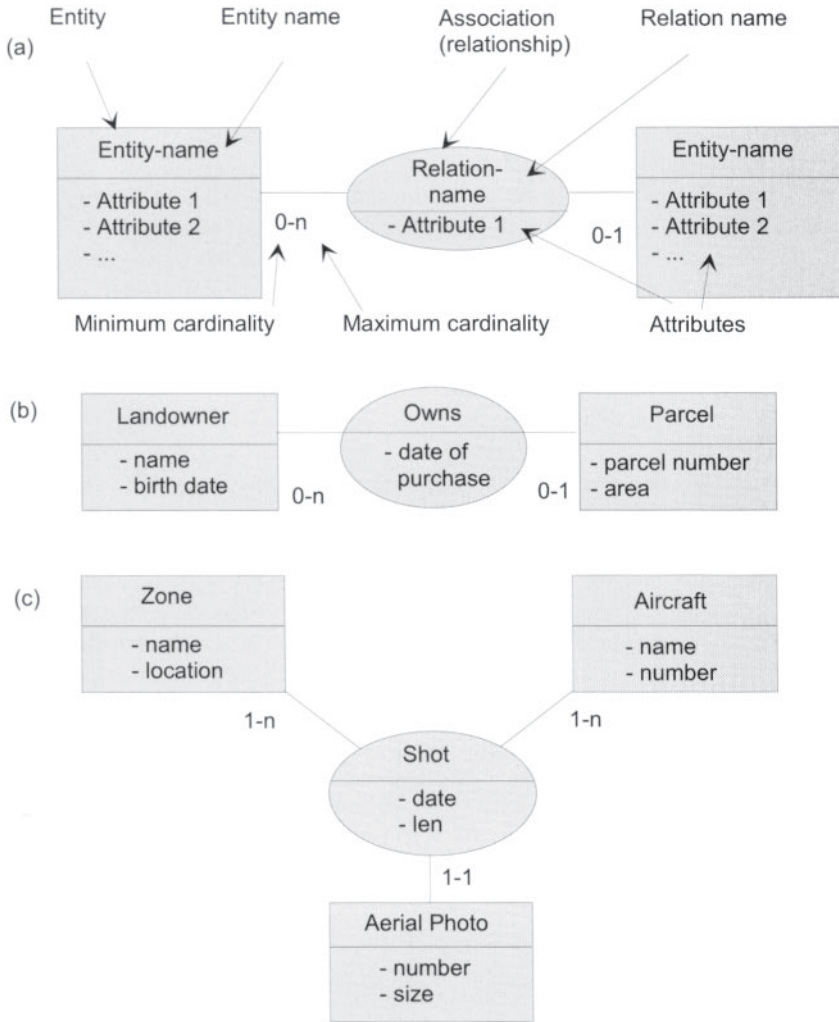 Entity
Entity name
Association
(relationship)
Relation name
(a)
Entity-name
- Attribute 1
- Attribute 2
- ...
0-n
Relation-
name
- Attribute 1
0-1
Entity-name
- Attribute 1
- Attribute 2
- ...
Minimum cardinality
Maximum cardinality
Attributes
(b)
Landowner
- name
- birth date
0-n
Owns
- date of
purchase
0-1
Parcel
- parcel number
- area
(c)
Zone
- name
- location
1-n
Aircraft
- name
- number
1-n
Shot
- date
- len
1-1
Aerial Photo
- number
- size